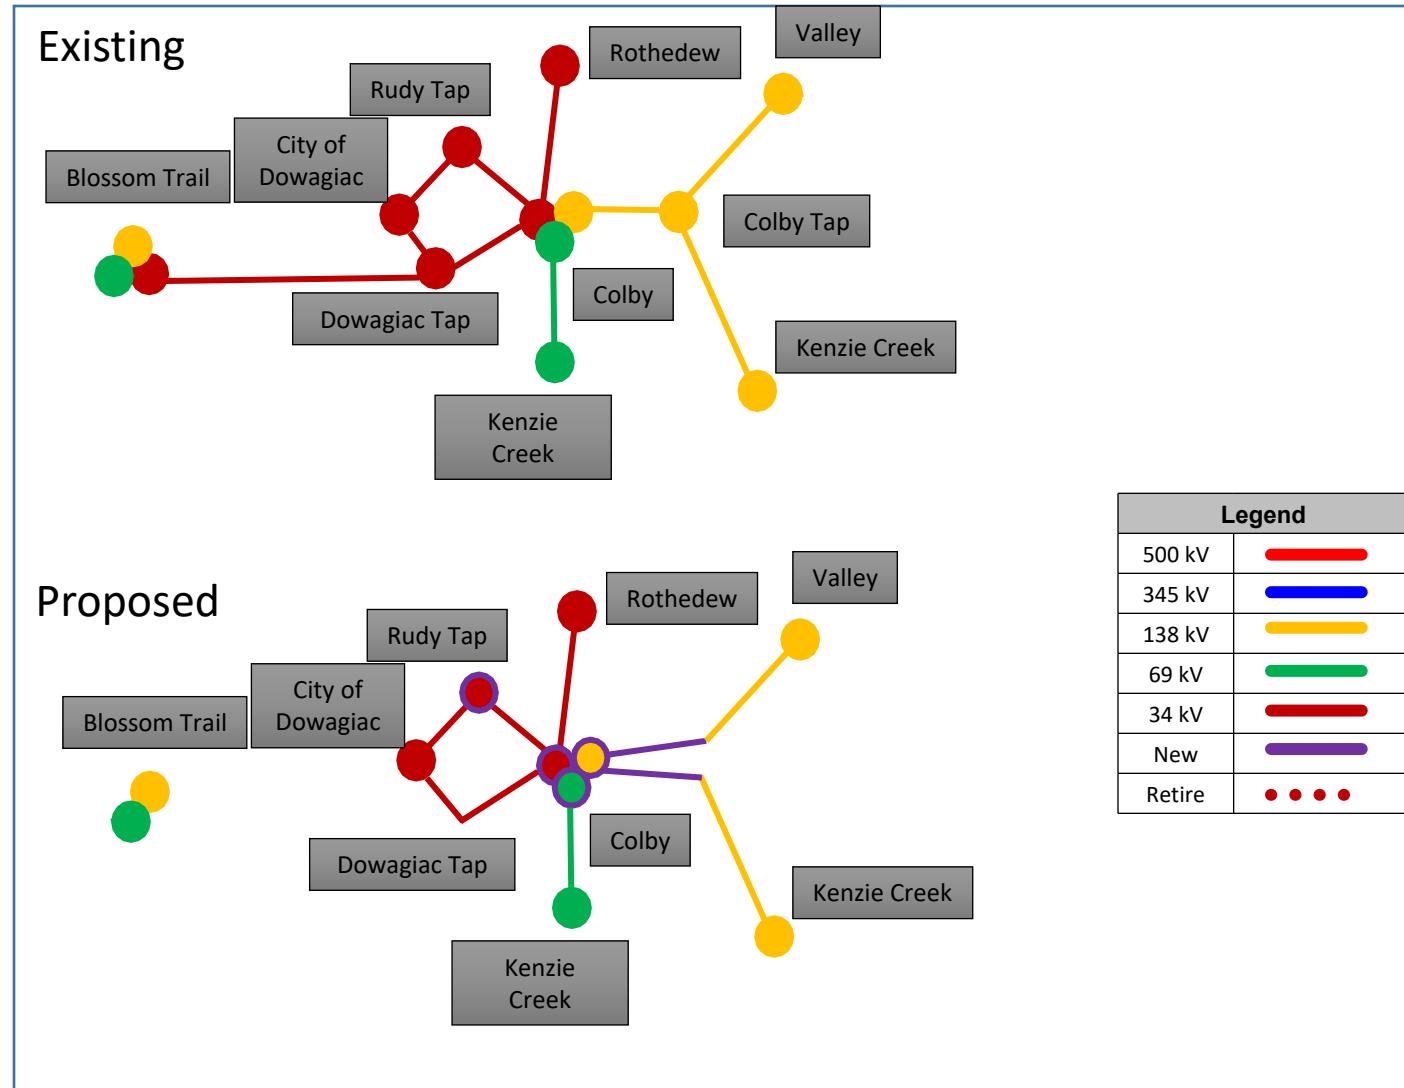 Existing
Valley
Rothedew
Rudy Tap
City of
Dowagiac
Blossom Trail
Colby Tap
Colby
Dowagiac Tap
Kenzie Creek
Kenzie
Creek
Legend
500 kV
345 kV
138 kV
69 kV
34 kV
New
Retire
Proposed
Valley
Rothedew
Rudy Tap
City of
Dowagiac
Blossom Trail
Colby
Dowagiac Tap
Kenzie Creek
Kenzie
Creek